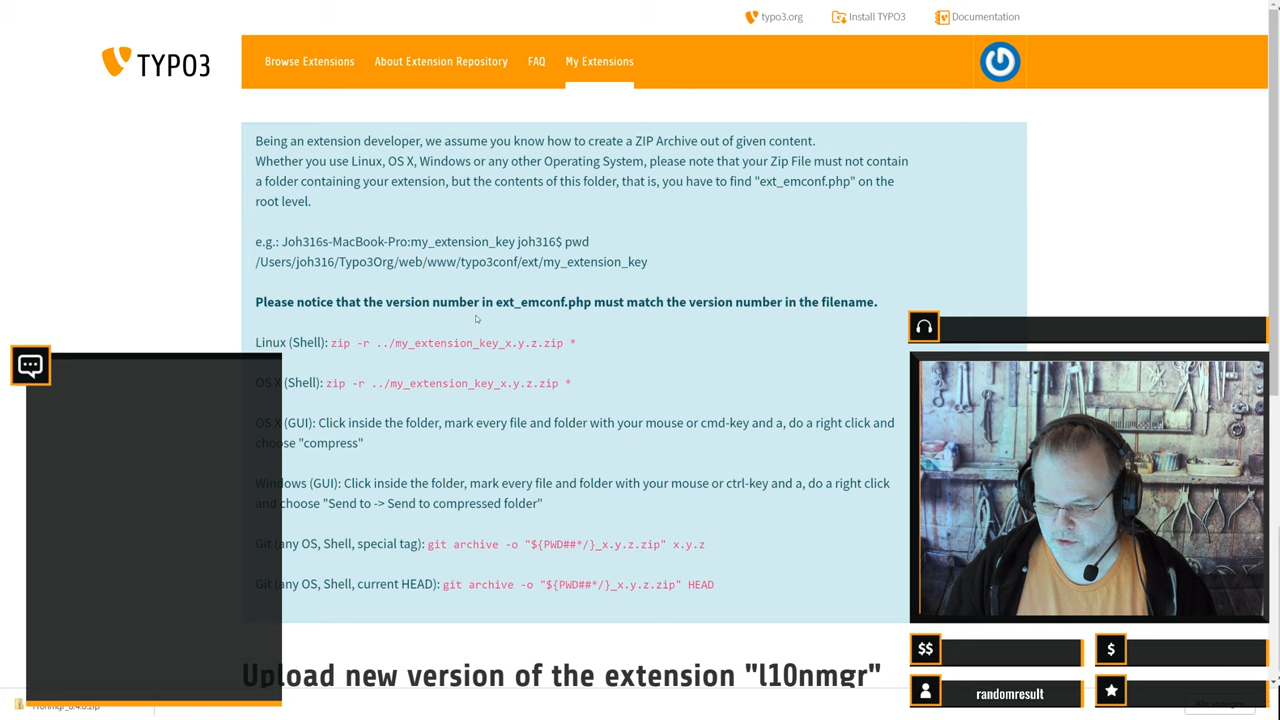 typo3.org
Install TYPO3
Documentation
TYPO3
Browse Extensions
About Extension Repository
FAQ
My Extensions
Being an extension developer, we assume you know how to create a ZIP Archive out of given content.
Whether you use Linux, OS X, Windows or any other Operating System, please note that your Zip File must not contain
a folder containing your extension, but the contents of this folder, that is, you have to find "ext_emconf.php" on the
root level.
e.g.: Joh316s-MacBook-Pro:my_extension_key joh316$ pwd
/Users/joh316/Typo3Org/web/www/typo3conf/ext/my_extension_key
Please notice that the version number in ext_emconf.php must match the version number in the filename.
Linux (Shell): zip -r ../my_extension_key_x.y.z.zip *
OS X (Shell): zip -r ../my_extension_key_x.y.z.zip *
OS X (GUI): Click inside the folder, mark every file and folder with your mouse or cmd-key and a, do a right click and
choose "compress"
Windows (GUI): Click inside the folder, mark every file and folder with your mouse or ctrl-key and a, do a right click
and choose "Send to -> Send to compressed folder"
Git (any OS, Shell, special tag): git archive -o "${PWD##*/}_x.y.z.zip" x.y.z
Git (any OS, Shell, current HEAD): git archive -o "${PWD##*/}_x.y.z.zip" HEAD
Upload new version of the extension "l10nmgr"
$$
$
randomresult